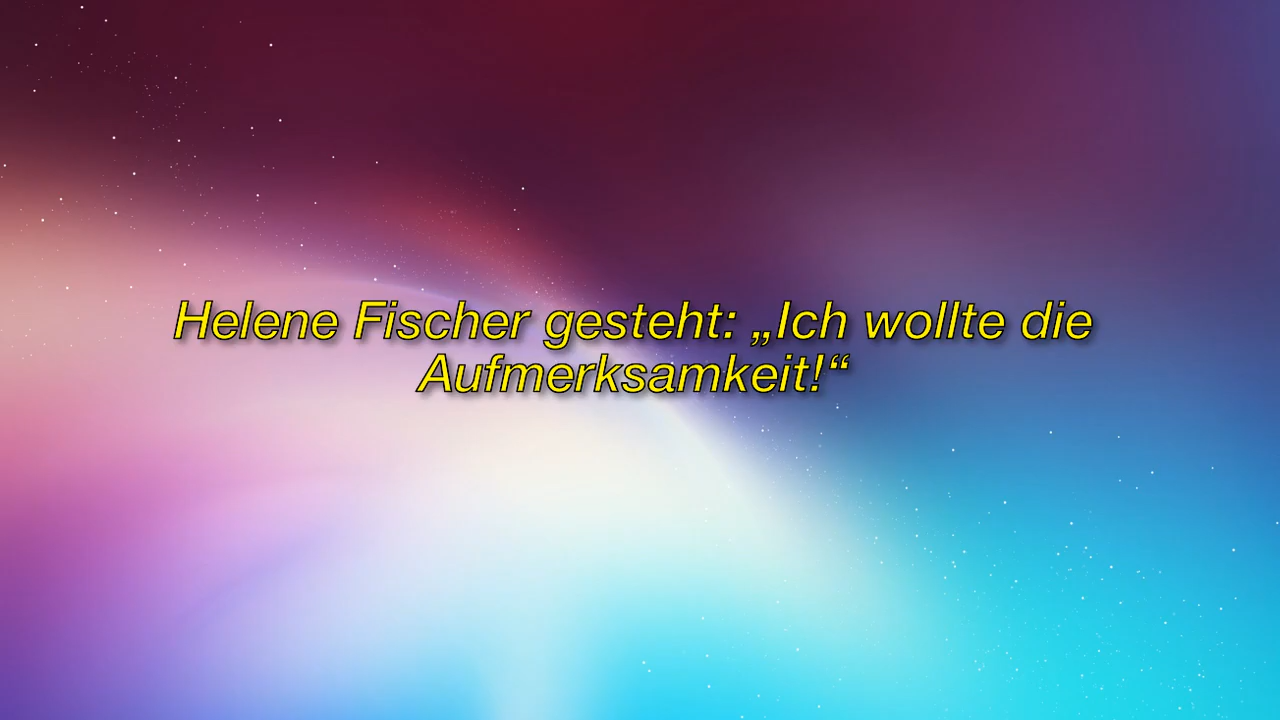 Helene Fischer gesteht: „Ich wollte die
Aufmerksamkeit!“